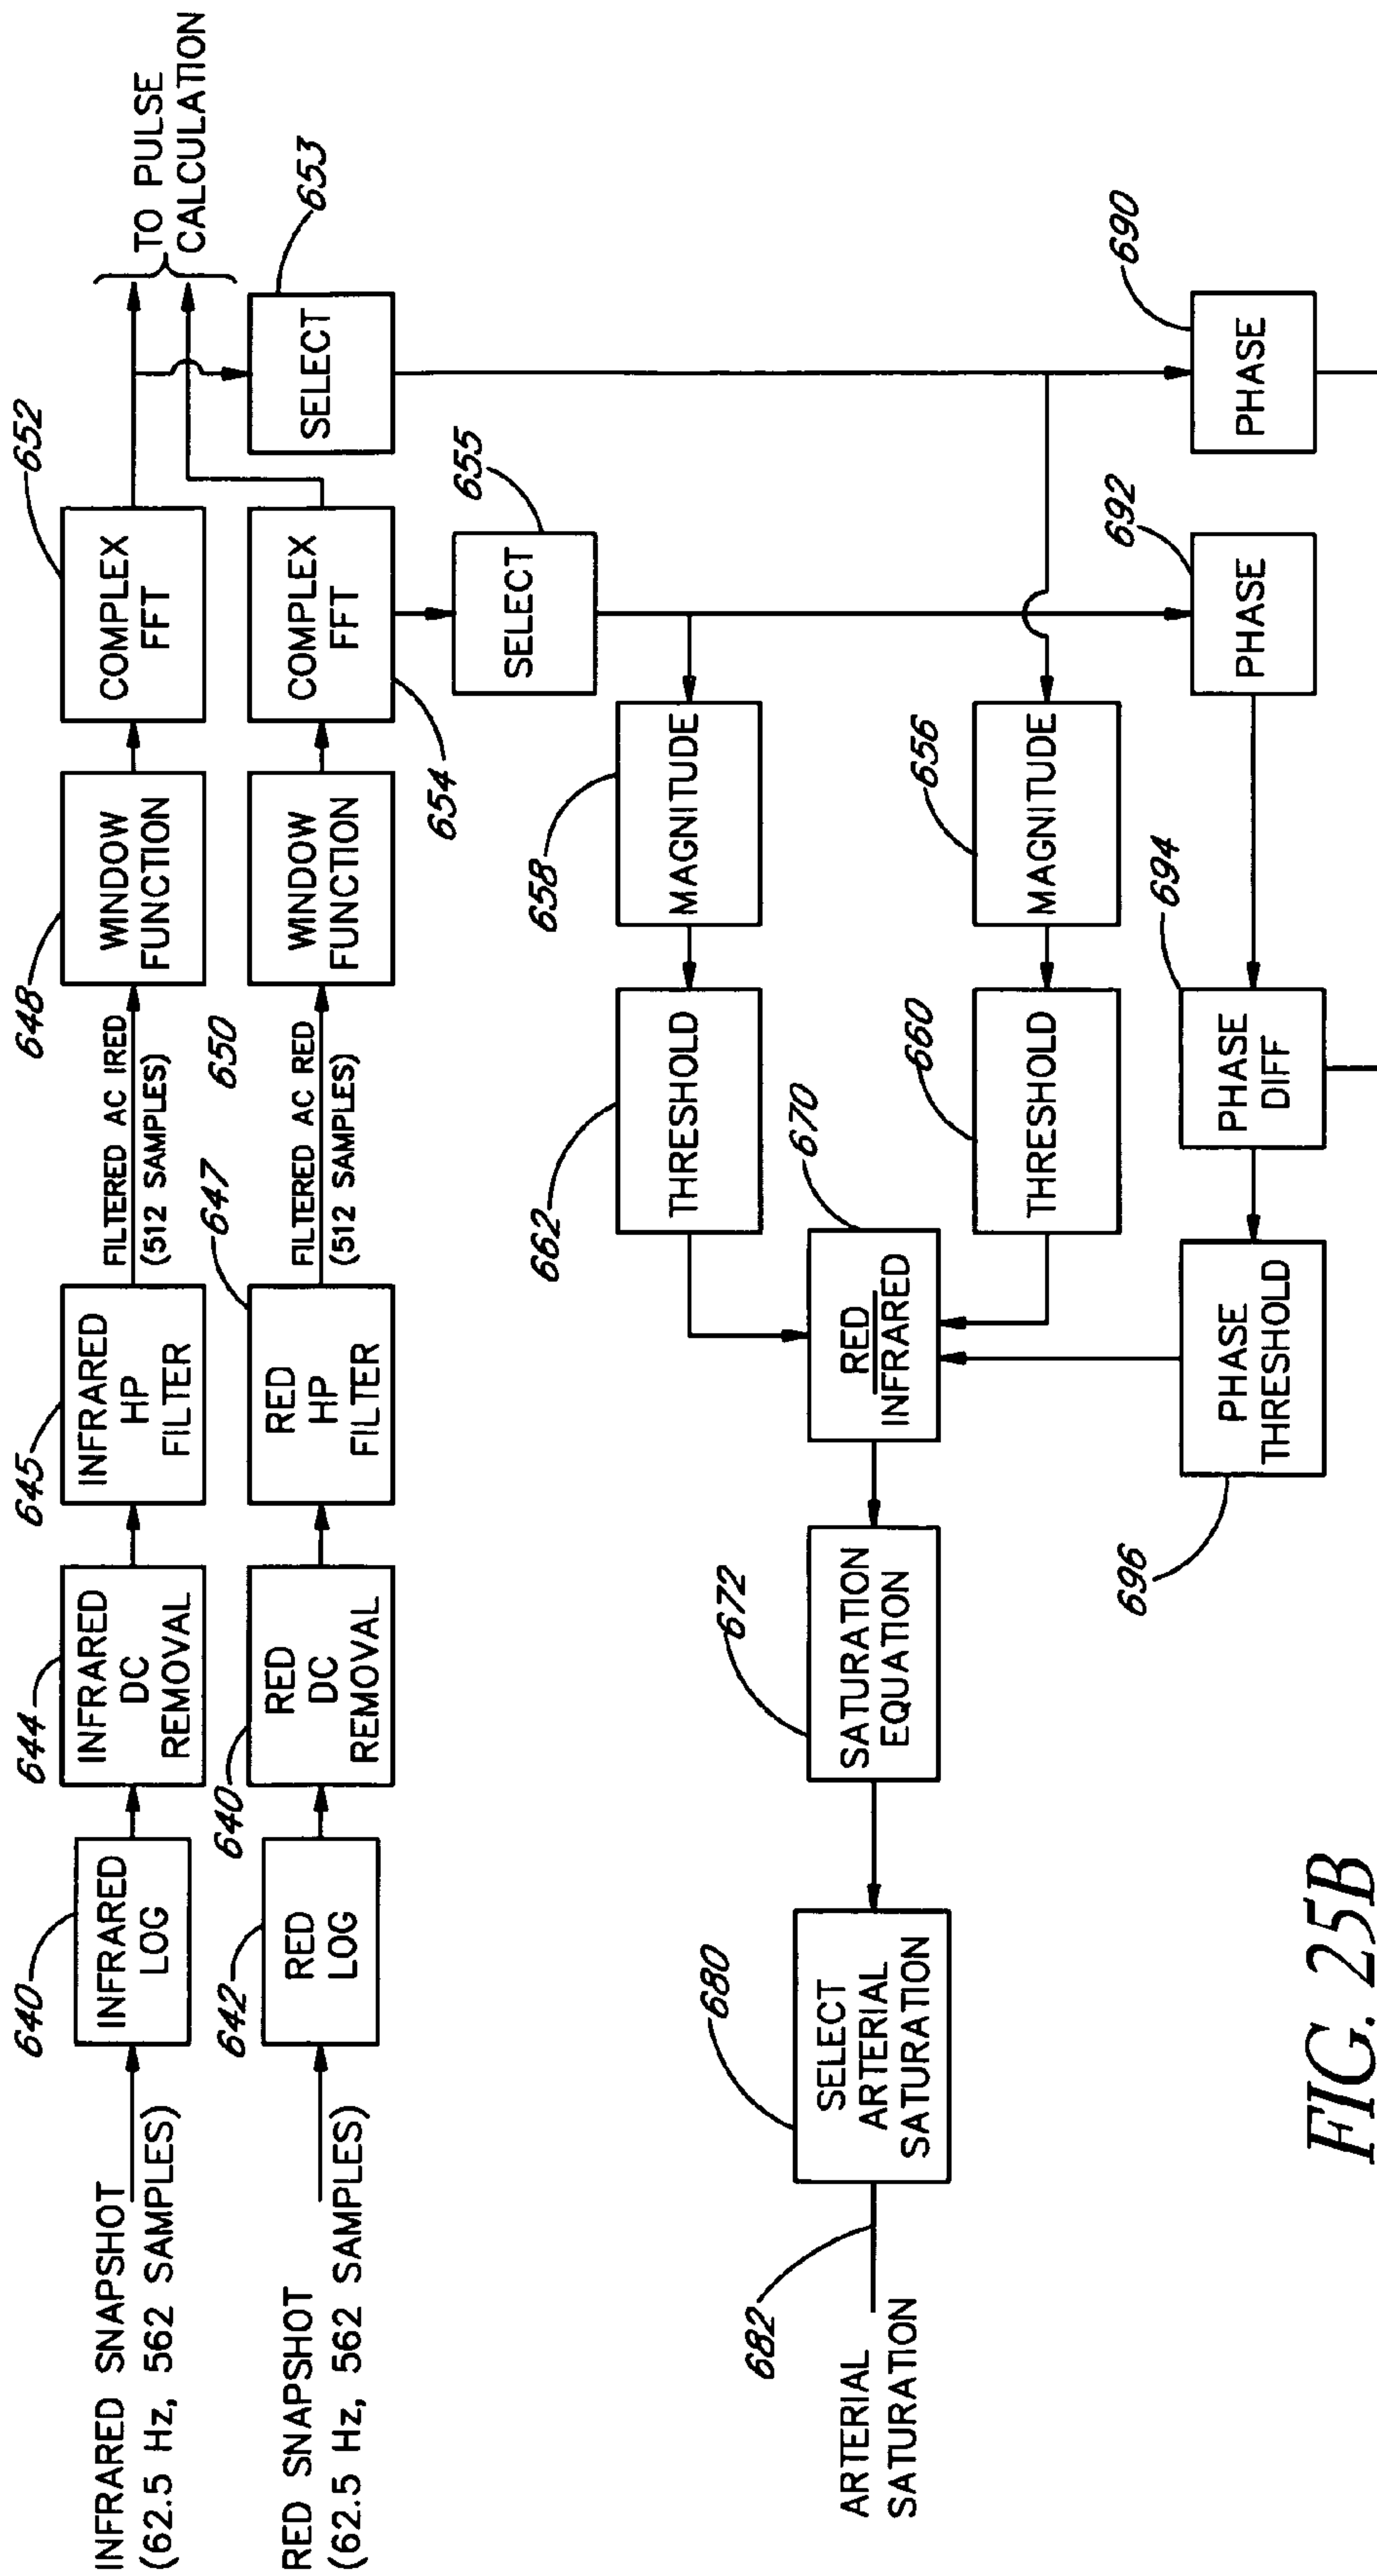 INFRARED SNAPSHOT
(62.5 Hz, 562 SAMPLES)
640
INFRARED
LOG
644
INFRARED
DC
REMOVAL
645
INFRARED
HP
FILTER
FILTERED AC IRED
(512 SAMPLES)
648
WINDOW
FUNCTION
652
COMPLEX
FFT
TO PULSE
CALCULATION
RED SNAPSHOT
(62.5 Hz, 562 SAMPLES)
642
RED
LOG
640
RED
DC
REMOVAL
647
RED
HP
FILTER
650
FILTERED AC RED
(512 SAMPLES)
WINDOW
FUNCTION
654
COMPLEX
FFT
653
SELECT
655
SELECT
662
THRESHOLD
658
MAGNITUDE
ARTERIAL
SATURATION
682
680
SELECT
ARTERIAL
SATURATION
672
SATURATION
EQUATION
670
RED
INFRARED
660
THRESHOLD
656
MAGNITUDE
696
PHASE
THRESHOLD
694
PHASE
DIFF
692
PHASE
690
PHASE
FIG. 25B